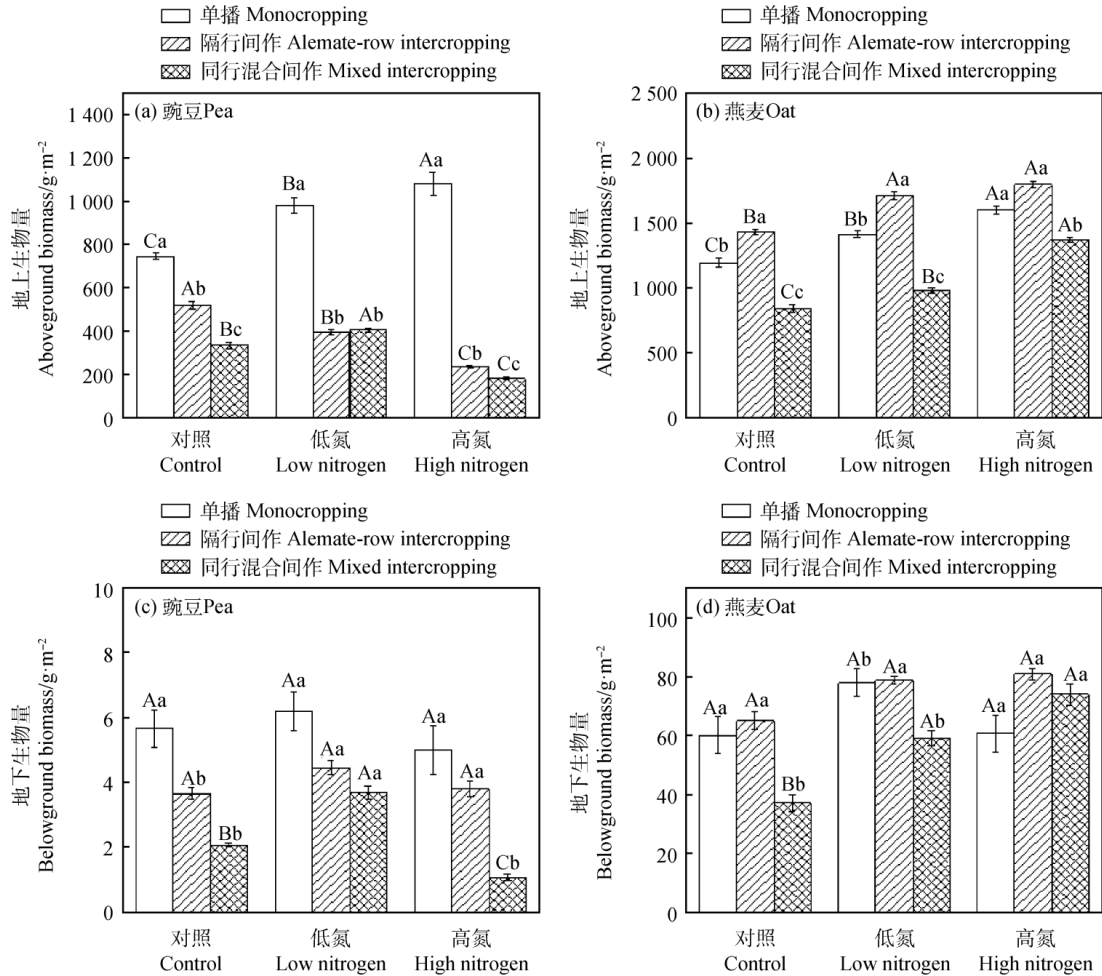 单播 Monocropping
隔行间作 Alemate-row intercropping
同行混合间作 Mixed intercropping
(a) 豌豆Pea
地上生物量
Aboveground biomass/g·m⁻²
1 400
1 200
1 000
800
600
400
200
0
Ca
Ab
Bc
Ba
Bb
Ab
Aa
Cb
Cc
对照
Control
低氮
Low nitrogen
高氮
High nitrogen
单播 Monocropping
隔行间作 Alemate-row intercropping
同行混合间作 Mixed intercropping
(b) 燕麦Oat
地上生物量
Aboveground biomass/g·m⁻²
2 500
2 000
1 500
1 000
500
0
Cb
Ba
Cc
Bb
Aa
Bc
Aa
Aa
Ab
对照
Control
低氮
Low nitrogen
高氮
High nitrogen
单播 Monocropping
隔行间作 Alemate-row intercropping
同行混合间作 Mixed intercropping
(c) 豌豆Pea
地下生物量
Belowground biomass/g·m⁻²
10
8
6
4
2
0
Aa
Ab
Bb
Aa
Aa
Aa
Aa
Aa
Cb
对照
Control
低氮
Low nitrogen
高氮
High nitrogen
单播 Monocropping
隔行间作 Alemate-row intercropping
同行混合间作 Mixed intercropping
(d) 燕麦Oat
地下生物量
Belowground biomass/g·m⁻²
100
80
60
40
20
0
Aa
Aa
Bb
Ab
Aa
Ab
Aa
Aa
Aa
对照
Control
低氮
Low nitrogen
高氮
High nitrogen